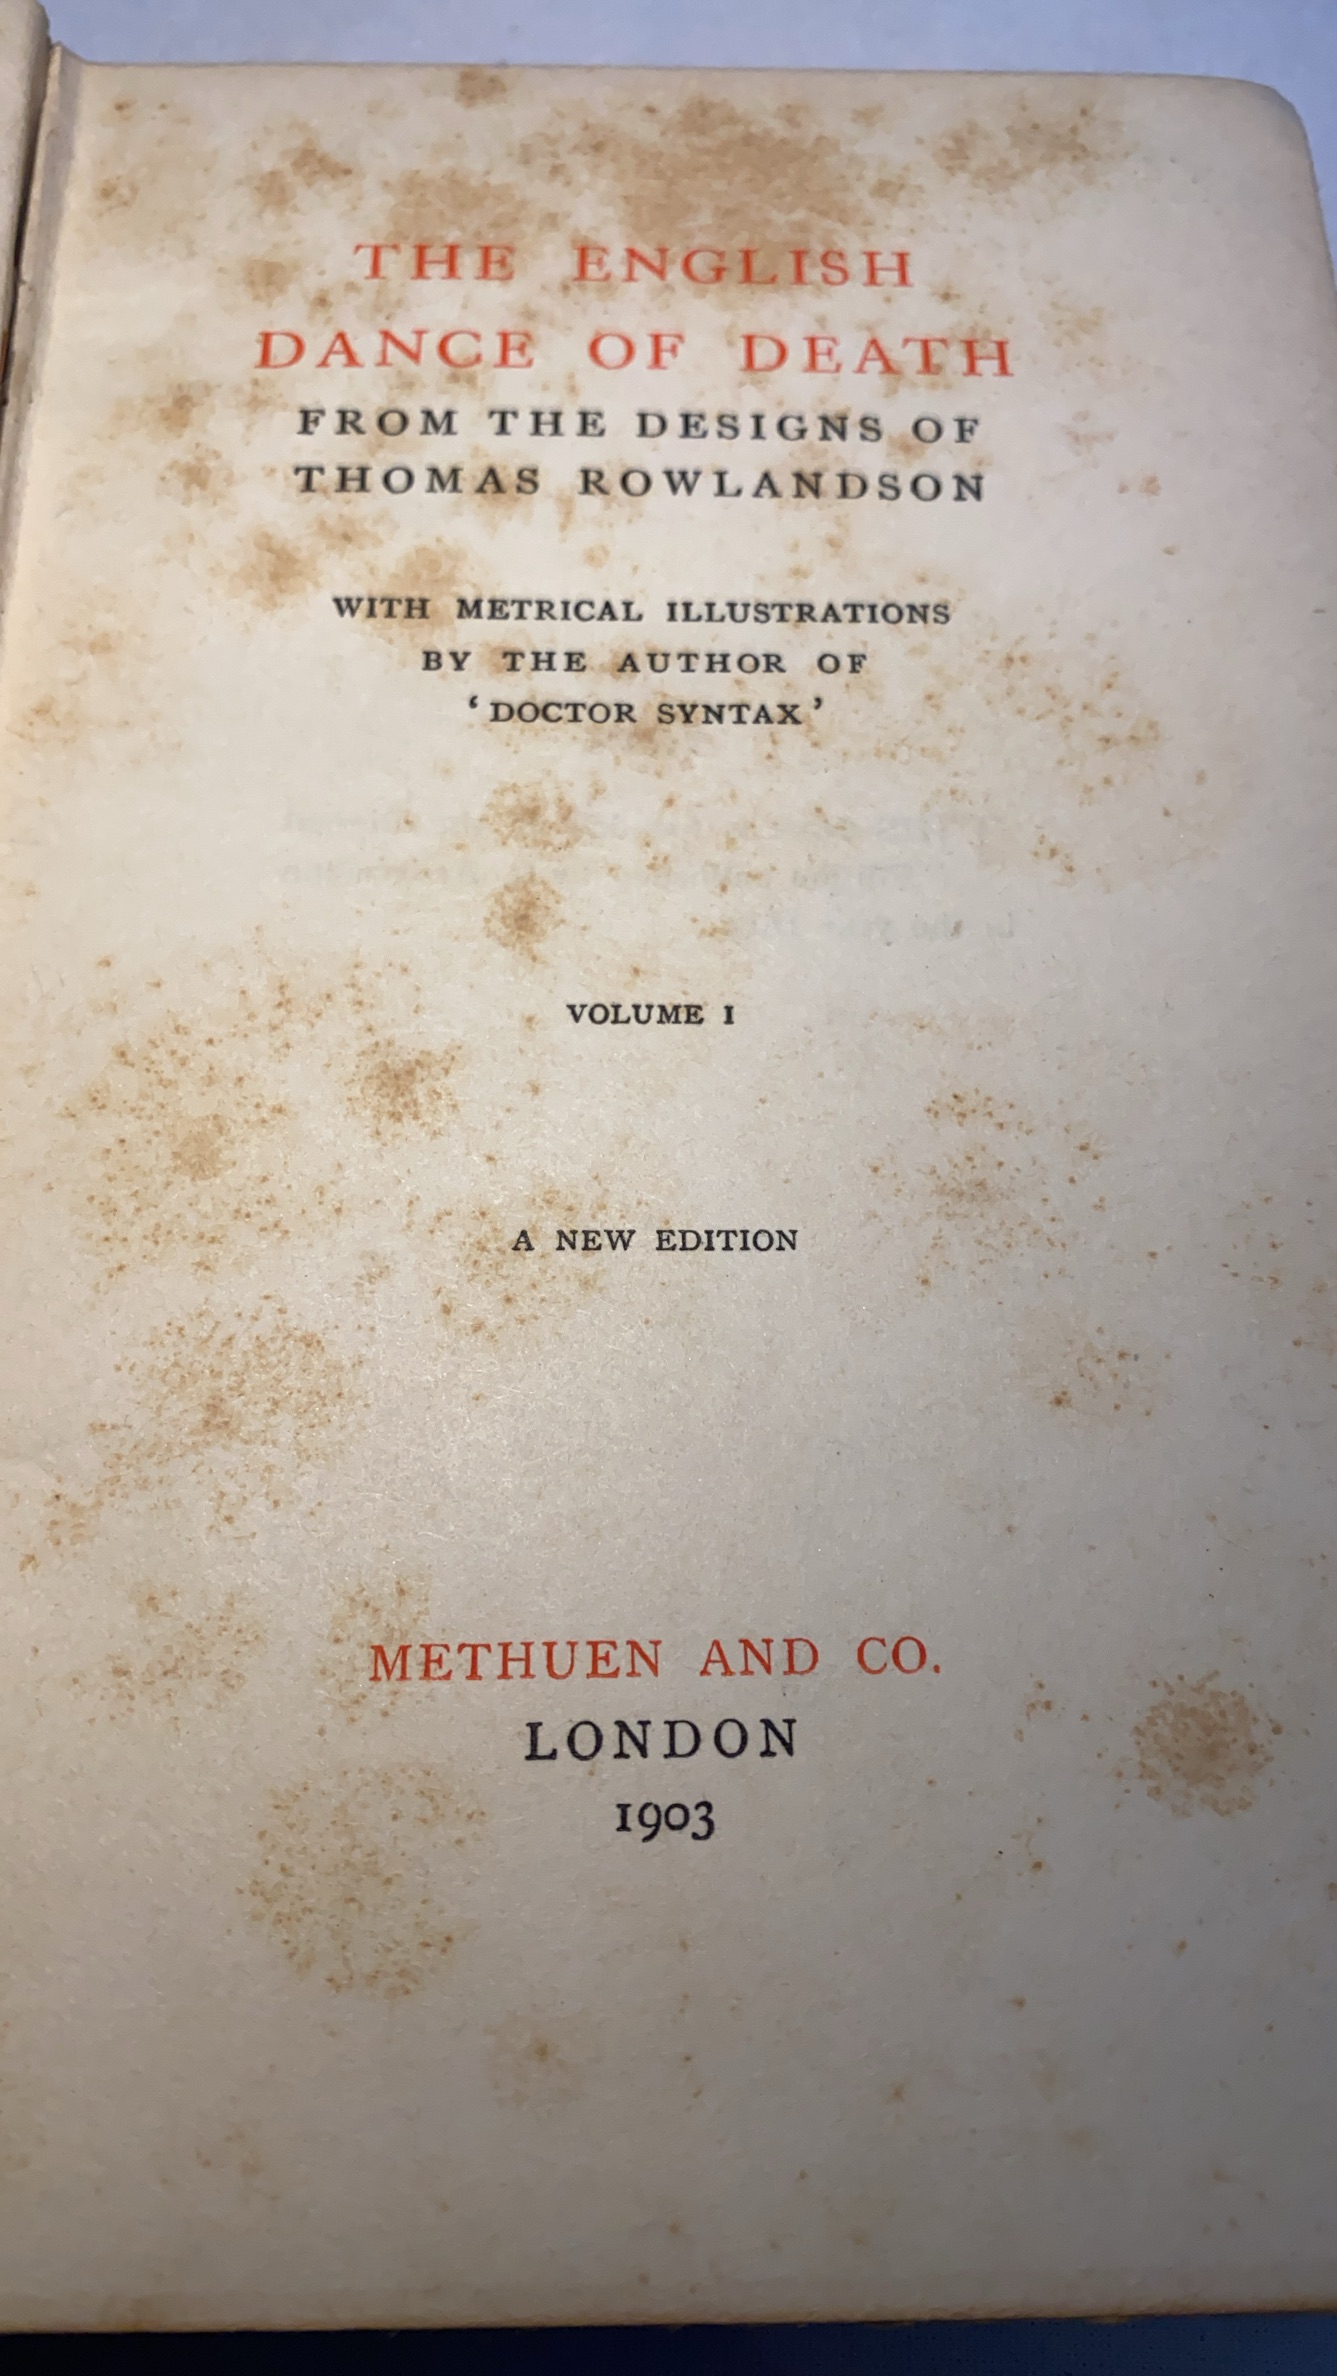 THE ENGLISH
DANCE OF DEATH
FROM THE DESIGNS OF
THOMAS ROWLANDSON
WITH METRICAL ILLUSTRATIONS
BY THE AUTHOR OF
‘DOCTOR SYNTAX’
VOLUME I
A NEW EDITION
METHUEN AND CO.
LONDON
1903